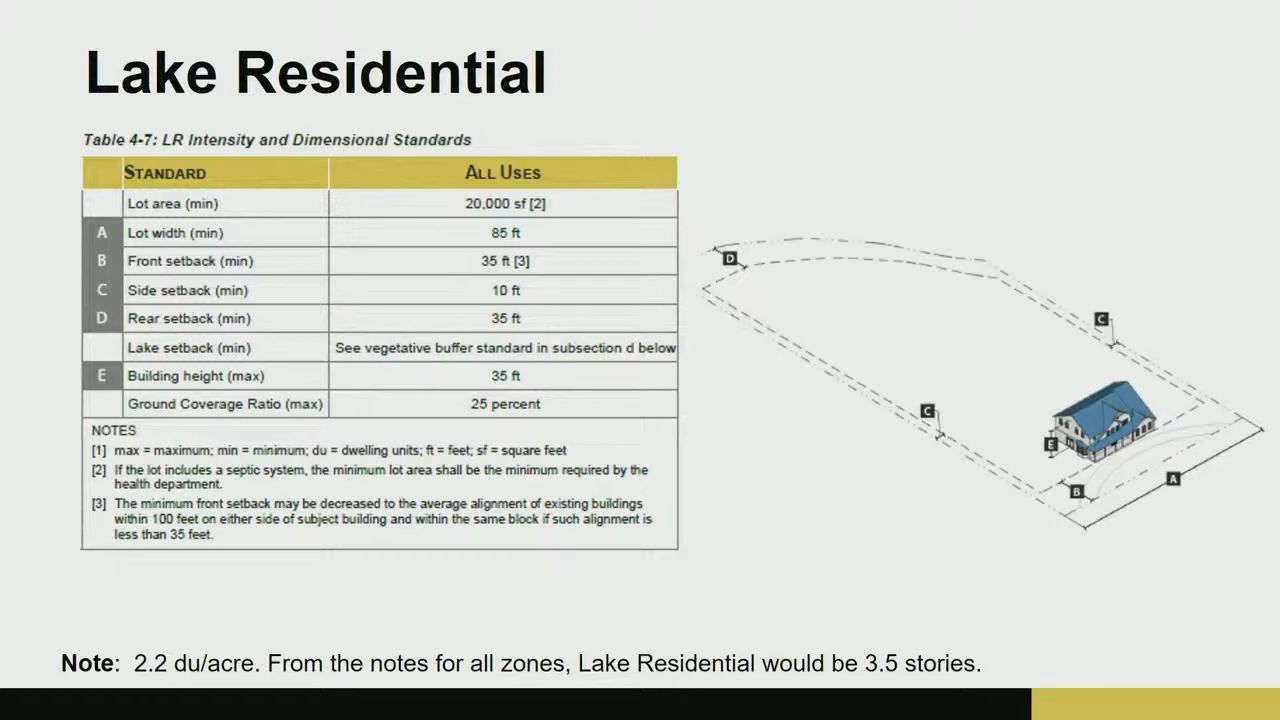 Lake Residential
Table 4-7: LR Intensity and Dimensional Standards
STANDARD ALL USES
Lot area (min) 20,000 sf [2]
A Lot width (min) 85 ft
B Front setback (min) 35 ft [3]
C Side setback (min) 10 ft
D Rear setback (min) 35 ft
Lake setback (min) See vegetative buffer standard in subsection d below
E Building height (max) 35 ft
Ground Coverage Ratio (max) 25 percent
NOTES
[1] max = maximum; min = minimum; du = dwelling units; ft = feet; sf = square feet
[2] If the lot includes a septic system, the minimum lot area shall be the minimum required by the
health department.
[3] The minimum front setback may be decreased to the average alignment of existing buildings
within 100 feet on either side of subject building and within the same block if such alignment is
less than 35 feet.
D
C
C
E
B
A
Note: 2.2 du/acre. From the notes for all zones, Lake Residential would be 3.5 stories.